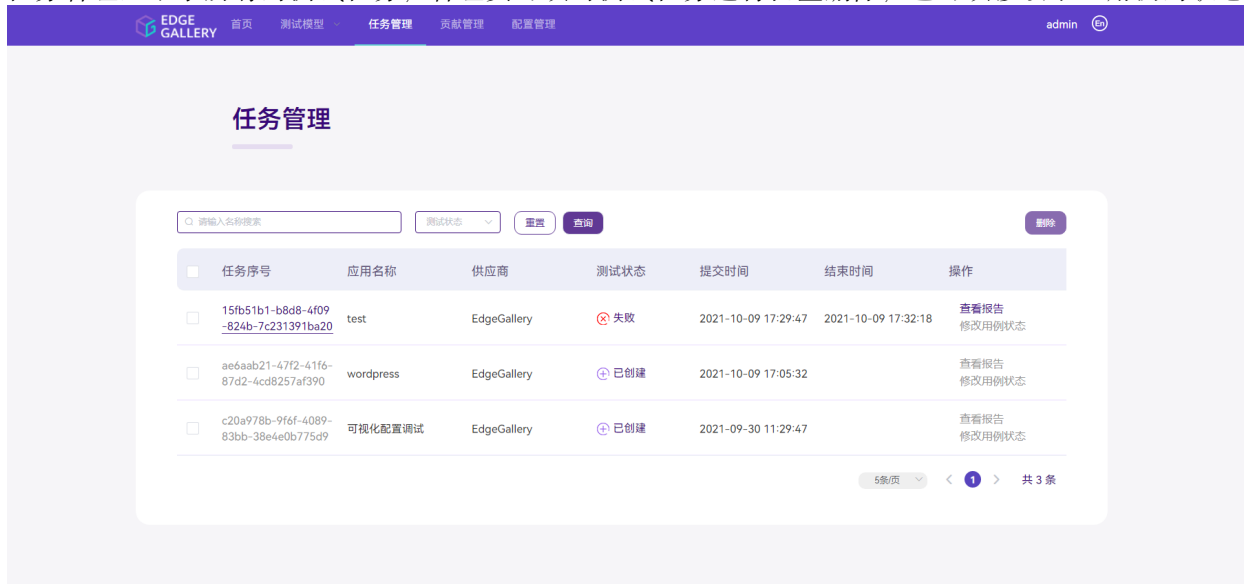 EDGE
GALLERY
首页 测试模型 任务管理 贡献管理 配置管理 admin En
任务管理
请输入名称搜索 测试状态 重置 查询 删除
任务序号 应用名称 供应商 测试状态 提交时间 结束时间 操作
15fb51b1-b8d8-4f09
-824b-7c231391ba20 test EdgeGallery 失败 2021-10-09 17:29:47 2021-10-09 17:32:18 查看报告
修改用例状态
ae6aab21-47f2-41f6-
87d2-4cd8257af390 wordpress EdgeGallery 已创建 2021-10-09 17:05:32 查看报告
修改用例状态
c20a978b-9f6f-4089-
83bb-38e4e0b775d9 可视化配置调试 EdgeGallery 已创建 2021-09-30 11:29:47 查看报告
修改用例状态
5条/页 1 共 3 条